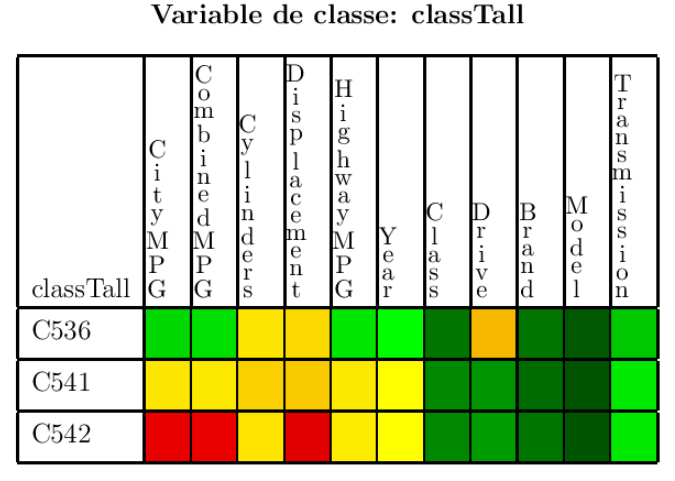 Variable de classe: classTall
classTall CityMPG CombinedMPG Cylinders Displacement HighwayMPG Year Class Drive Brand Model Transmission
C536
C541
C542